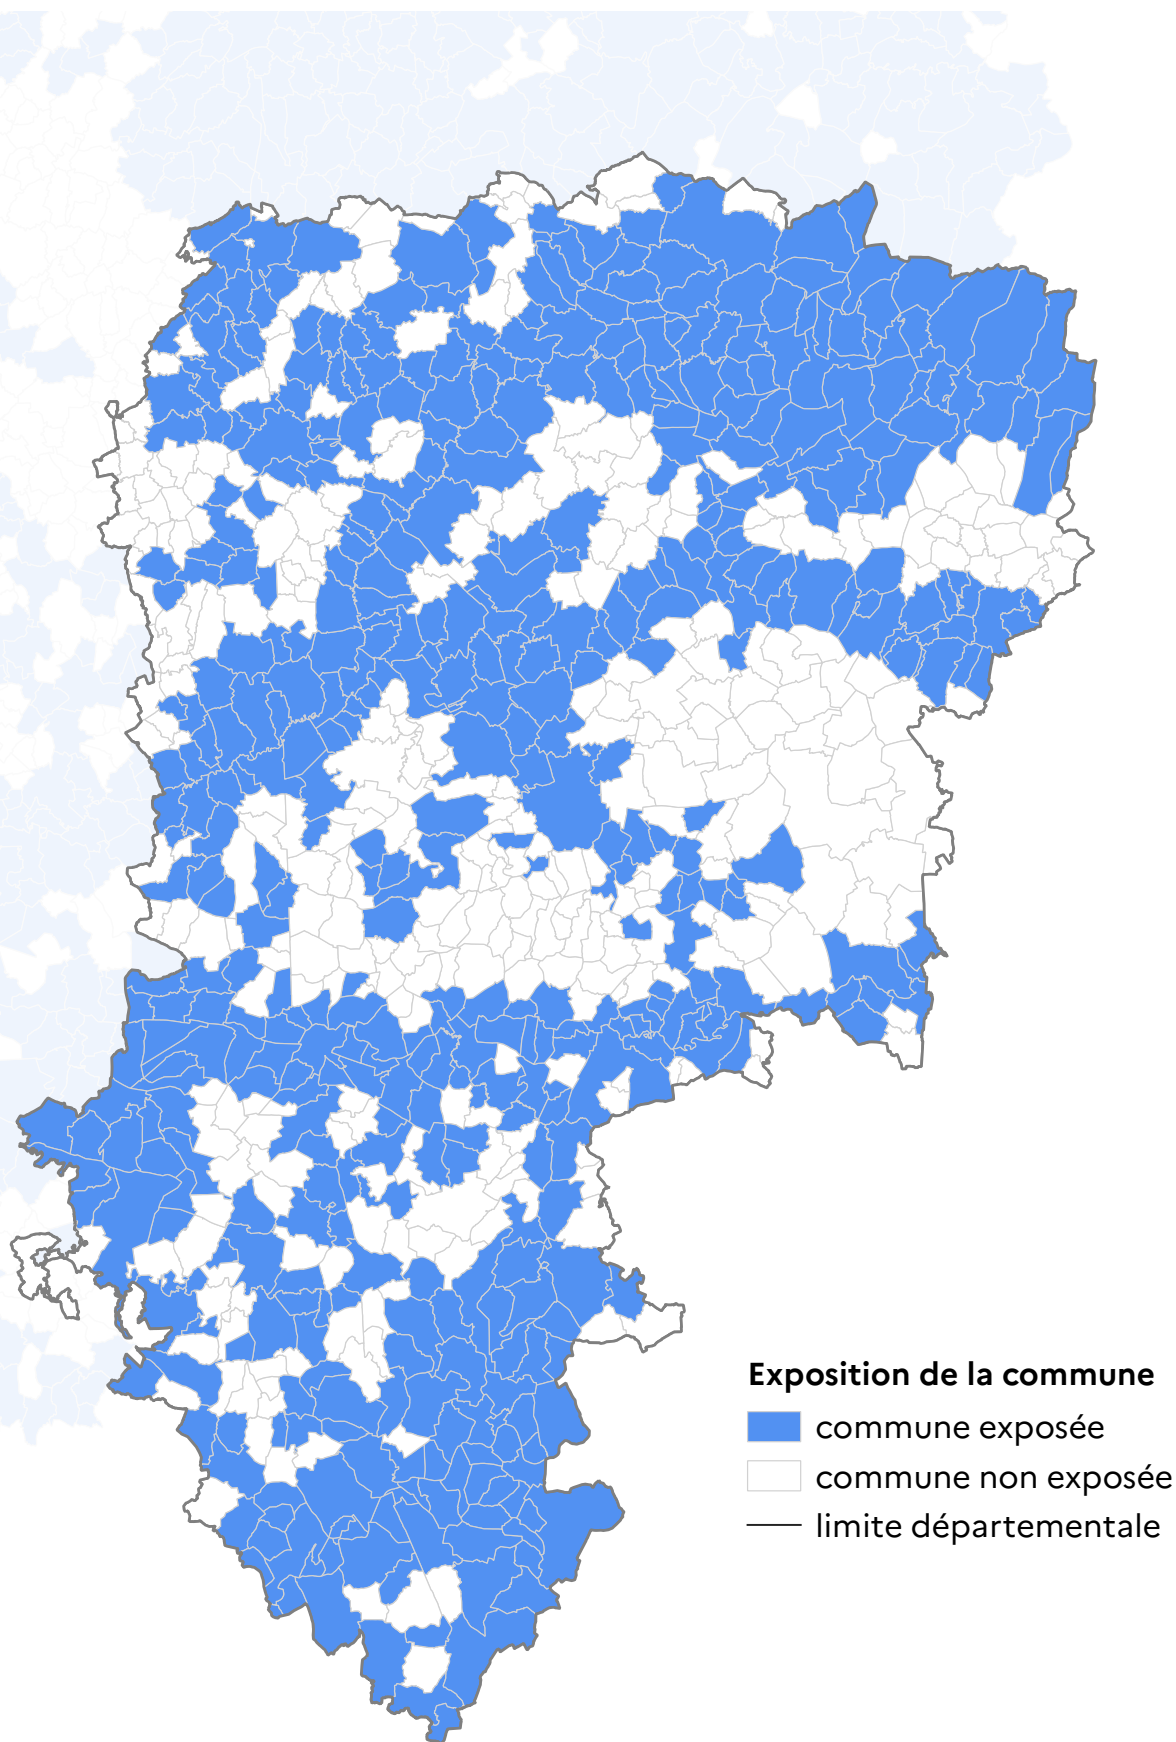 Exposition de la commune
commune exposée
commune non exposée
limite départementale